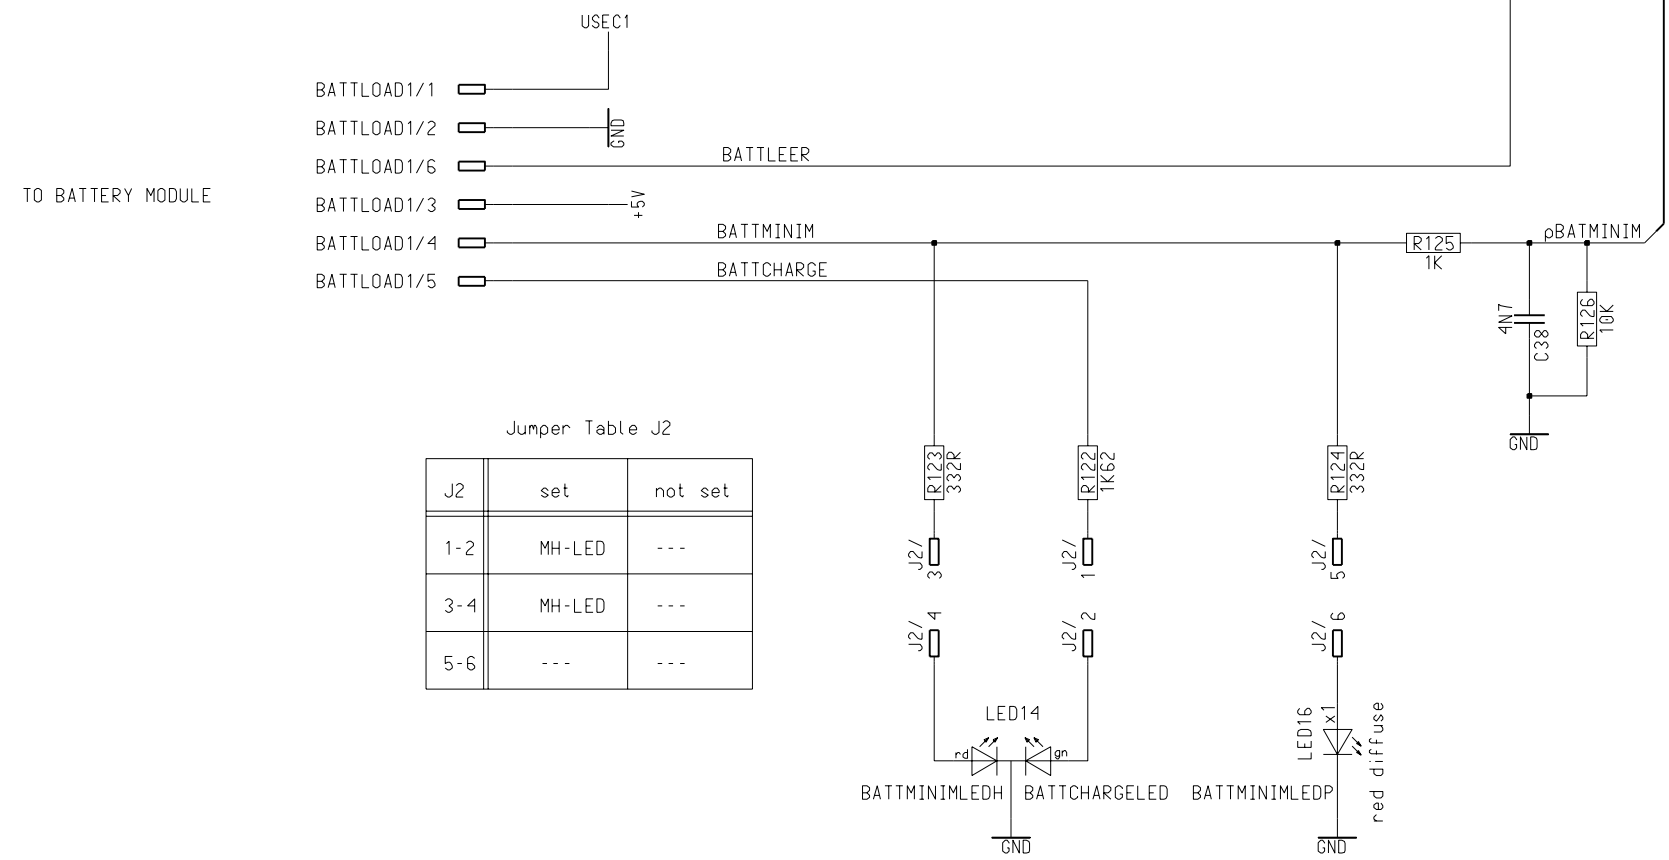 USEC1
BATTLOAD1/1
BATTLOAD1/2
GND
BATTLOAD1/6
BATTLEER
TO BATTERY MODULE
BATTLOAD1/3
+5V
BATTLOAD1/4
BATTMINIM
R125
1K
pBATMINIM
BATTLOAD1/5
BATTCHARGE
4N7
C38
R126
10K
GND
Jumper Table J2
J2 set not set
1-2 MH-LED ---
3-4 MH-LED ---
5-6 --- ---
R123
332R
R122
1K62
R124
332R
J2/ 3
J2/ 1
J2/ 5
J2/ 4
J2/ 2
J2/ 6
LED14
rd
gn
LED16
x1
red diffuse
BATTMINIMLEDH
BATTCHARGELED
BATTMINIMLEDP
GND
GND